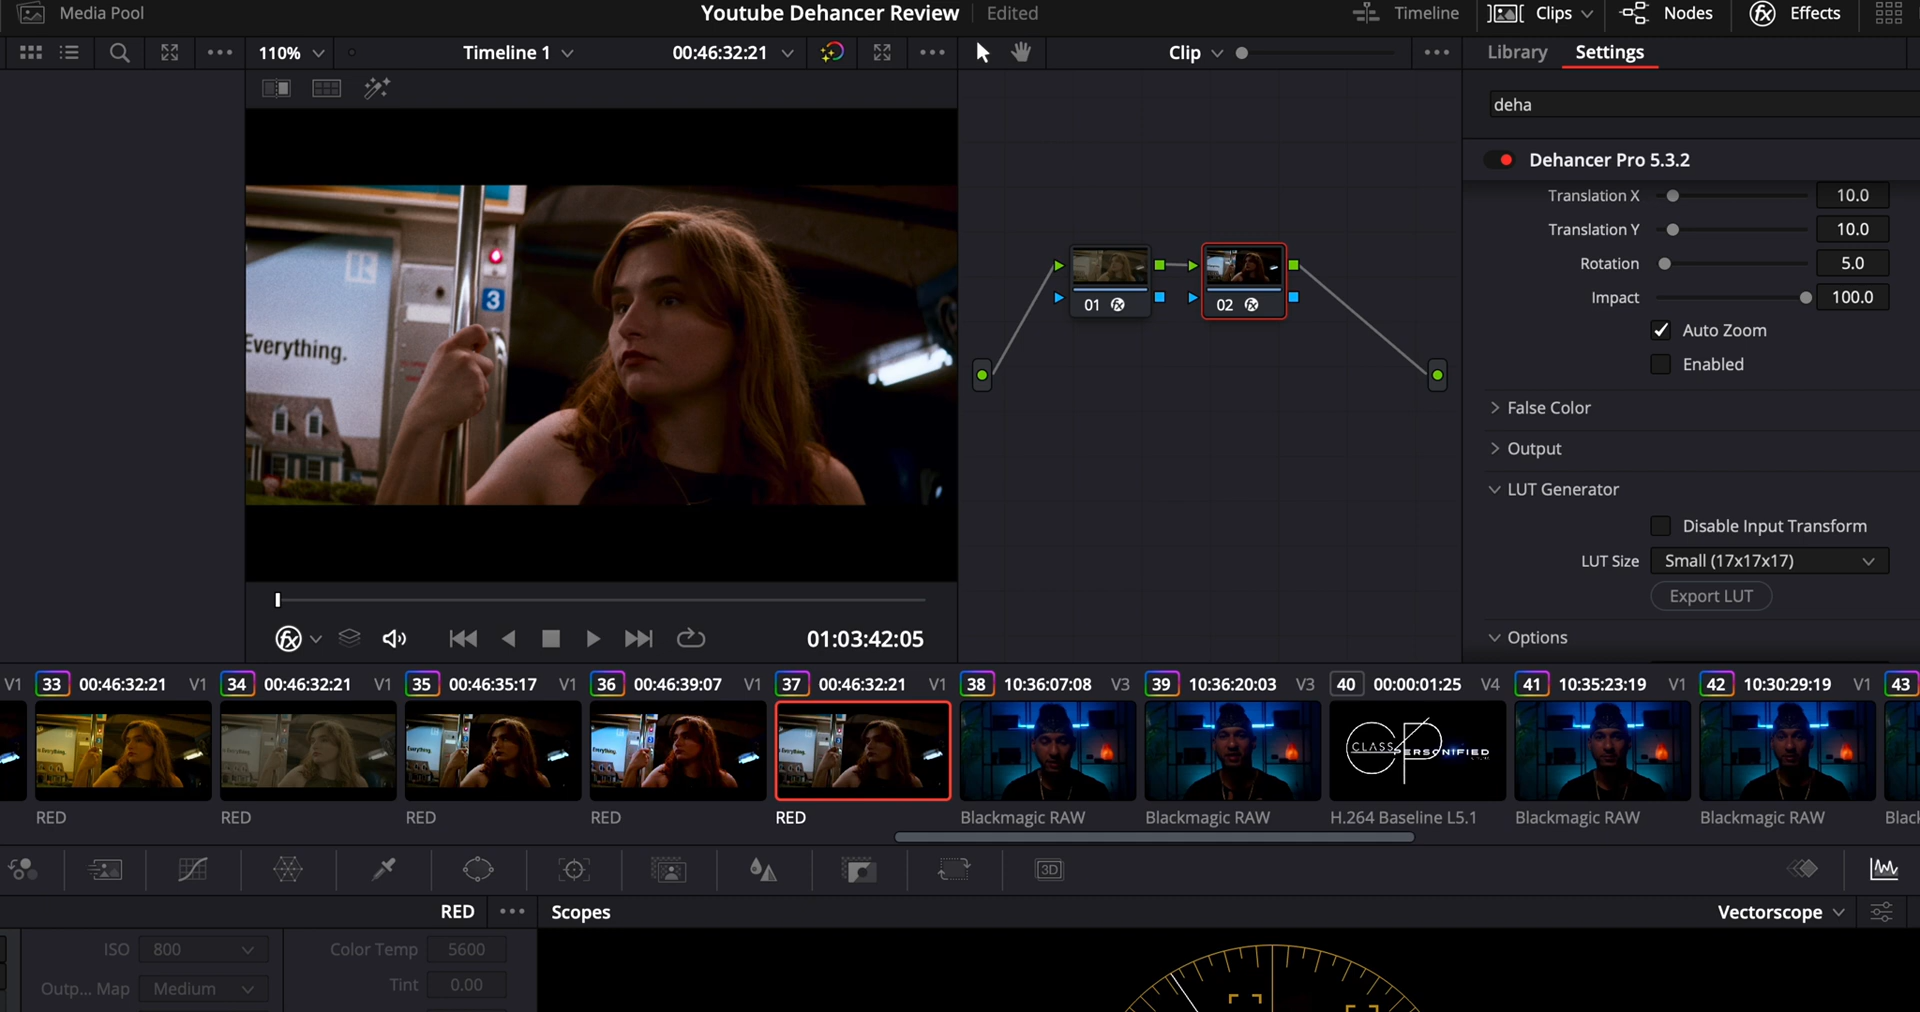 Media Pool
Youtube Dehancer Review
Edited
Timeline
Clips
Nodes
Effects
110%
Timeline 1
00:46:32:21
Clip
Library
Settings
deha
Dehancer Pro 5.3.2
Translation X 10.0
Translation Y 10.0
Rotation 5.0
Impact 100.0
Auto Zoom
Enabled
False Color
Output
LUT Generator
Disable Input Transform
LUT Size Small (17x17x17)
Export LUT
Options
Everything.
3
01 fx
02 fx
fx
01:03:42:05
V1 33 00:46:32:21 V1 34 00:46:32:21 V1 35 00:46:35:17 V1 36 00:46:39:07 V1 37 00:46:32:21 V1 38 10:36:07:08 V3 39 10:36:20:03 V3 40 00:00:01:25 V4 41 10:35:23:19 V1 42 10:30:29:19 V1 43
CLASS PERSONIFIED
RED RED RED RED RED Blackmagic RAW Blackmagic RAW H.264 Baseline L5.1 Blackmagic RAW Blackmagic RAW Blac
3D
RED
Scopes
Vectorscope
ISO 800
Color Temp 5600
Outp... Map Medium
Tint 0.00